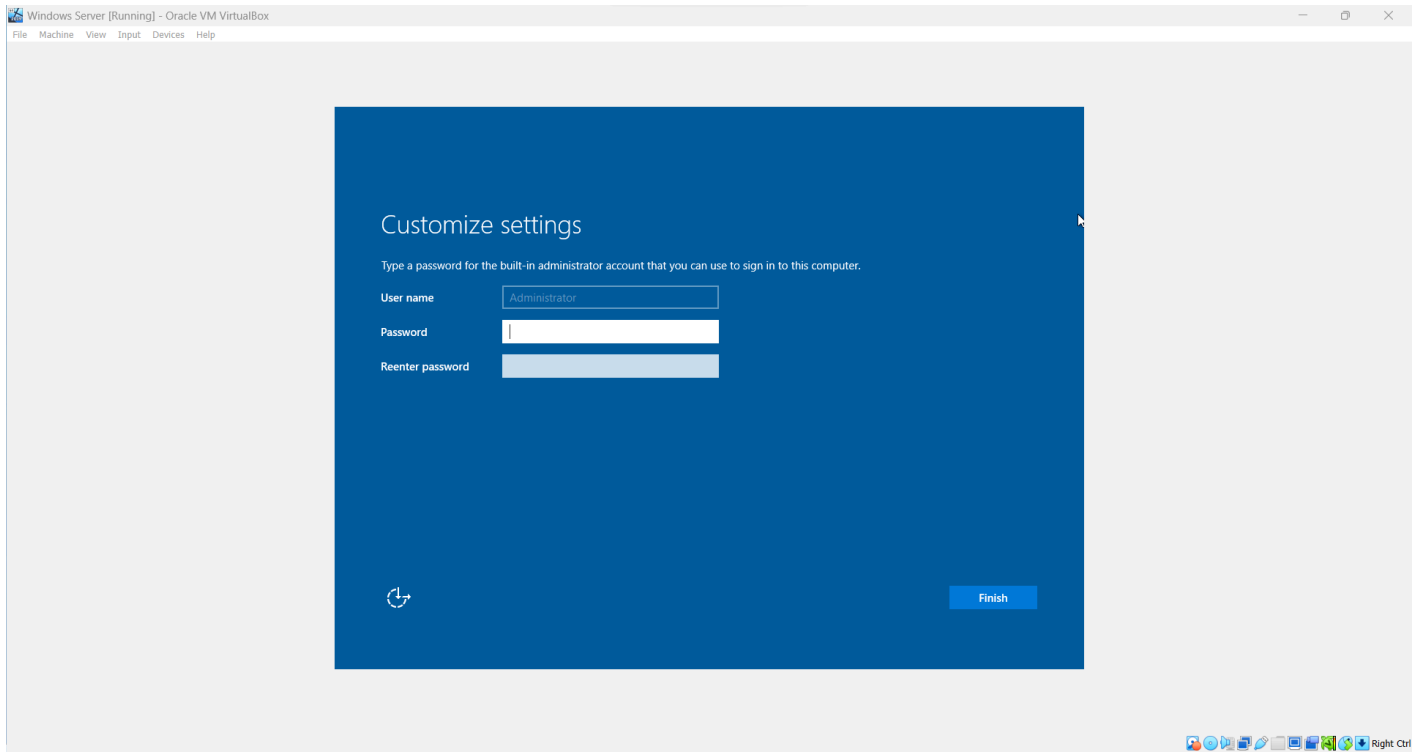 Windows Server [Running] - Oracle VM VirtualBox
File Machine View Input Devices Help
Customize settings
Type a password for the built-in administrator account that you can use to sign in to this computer.
User name Administrator
Password
Reenter password
Finish
Right Ctrl